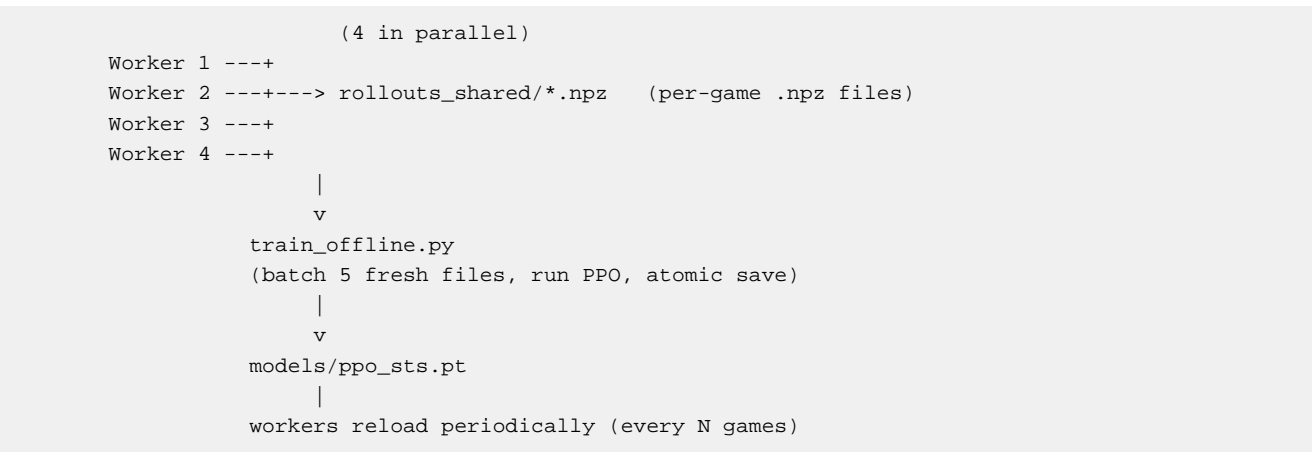 (4 in parallel)
Worker 1 ---+
Worker 2 ---+---> rollouts_shared/*.npz   (per-game .npz files)
Worker 3 ---+
Worker 4 ---+
|
v
train_offline.py
(batch 5 fresh files, run PPO, atomic save)
|
v
models/ppo_sts.pt
|
workers reload periodically (every N games)